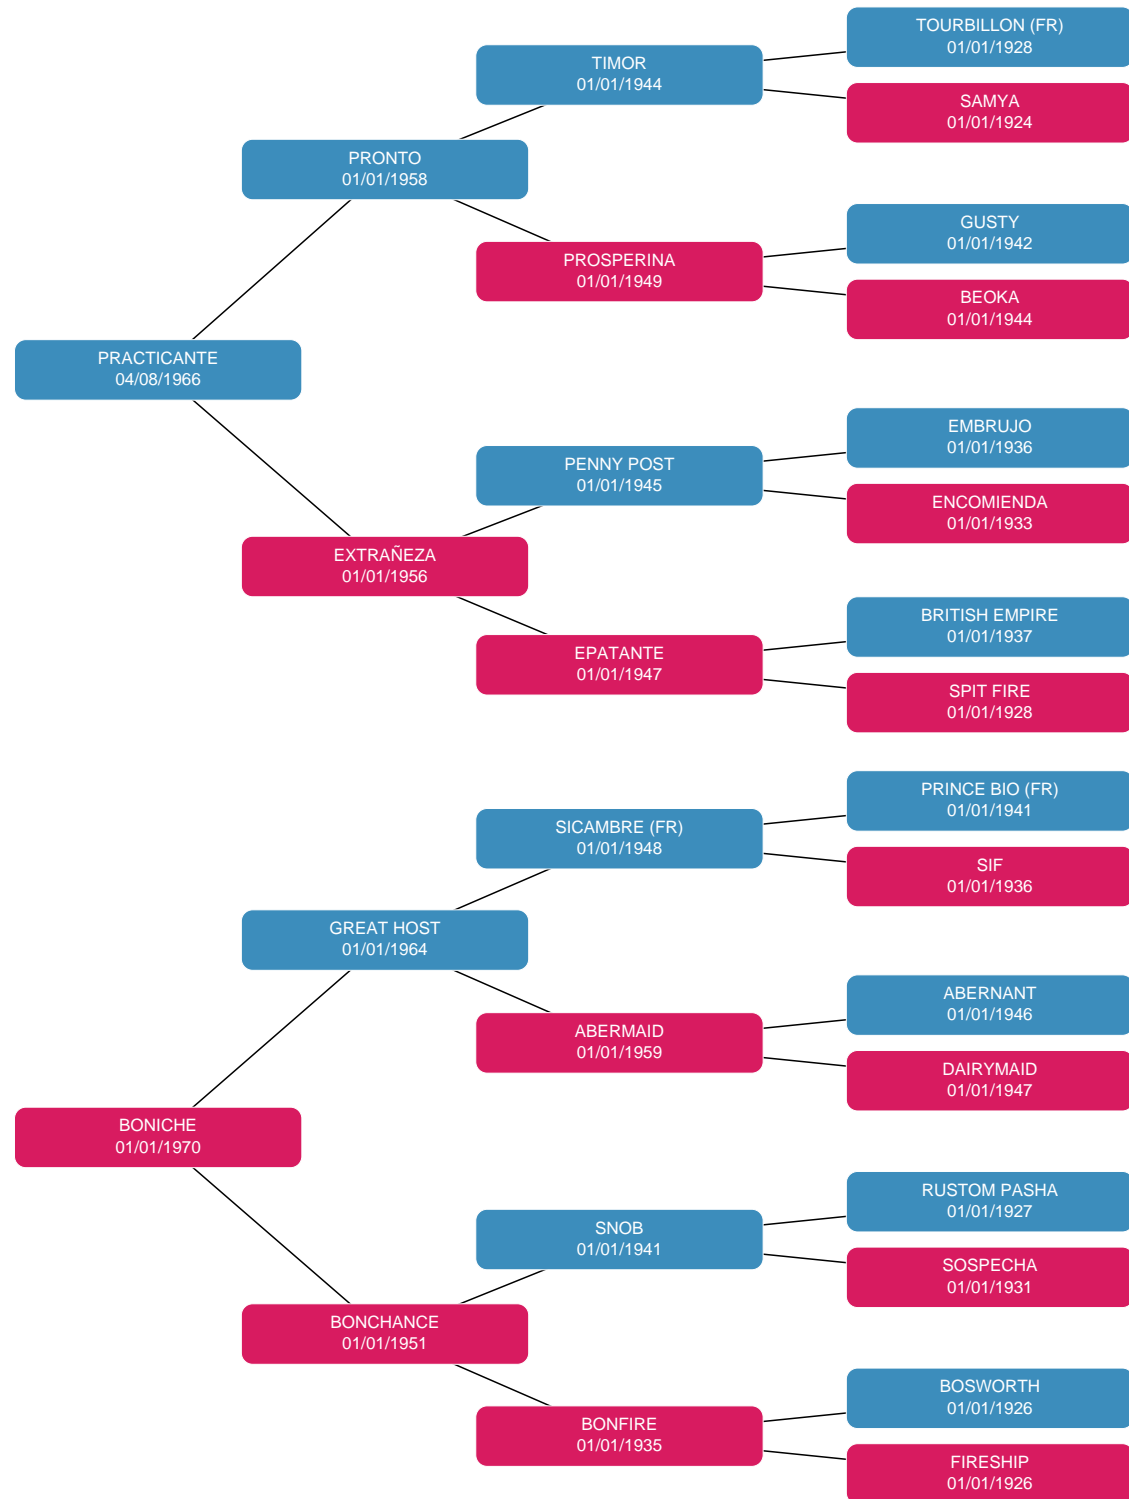 TOURBILLON (FR)
01/01/1928
TIMOR
01/01/1944
SAMYA
01/01/1924
PRONTO
01/01/1958
GUSTY
01/01/1942
PROSPERINA
01/01/1949
BEOKA
01/01/1944
PRACTICANTE
04/08/1966
EMBRUJO
01/01/1936
PENNY POST
01/01/1945
ENCOMIENDA
01/01/1933
EXTRAÑEZA
01/01/1956
BRITISH EMPIRE
01/01/1937
EPATANTE
01/01/1947
SPIT FIRE
01/01/1928
PRINCE BIO (FR)
01/01/1941
SICAMBRE (FR)
01/01/1948
SIF
01/01/1936
GREAT HOST
01/01/1964
ABERNANT
01/01/1946
ABERMAID
01/01/1959
DAIRYMAID
01/01/1947
BONICHE
01/01/1970
RUSTOM PASHA
01/01/1927
SNOB
01/01/1941
SOSPECHA
01/01/1931
BONCHANCE
01/01/1951
BOSWORTH
01/01/1926
BONFIRE
01/01/1935
FIRESHIP
01/01/1926